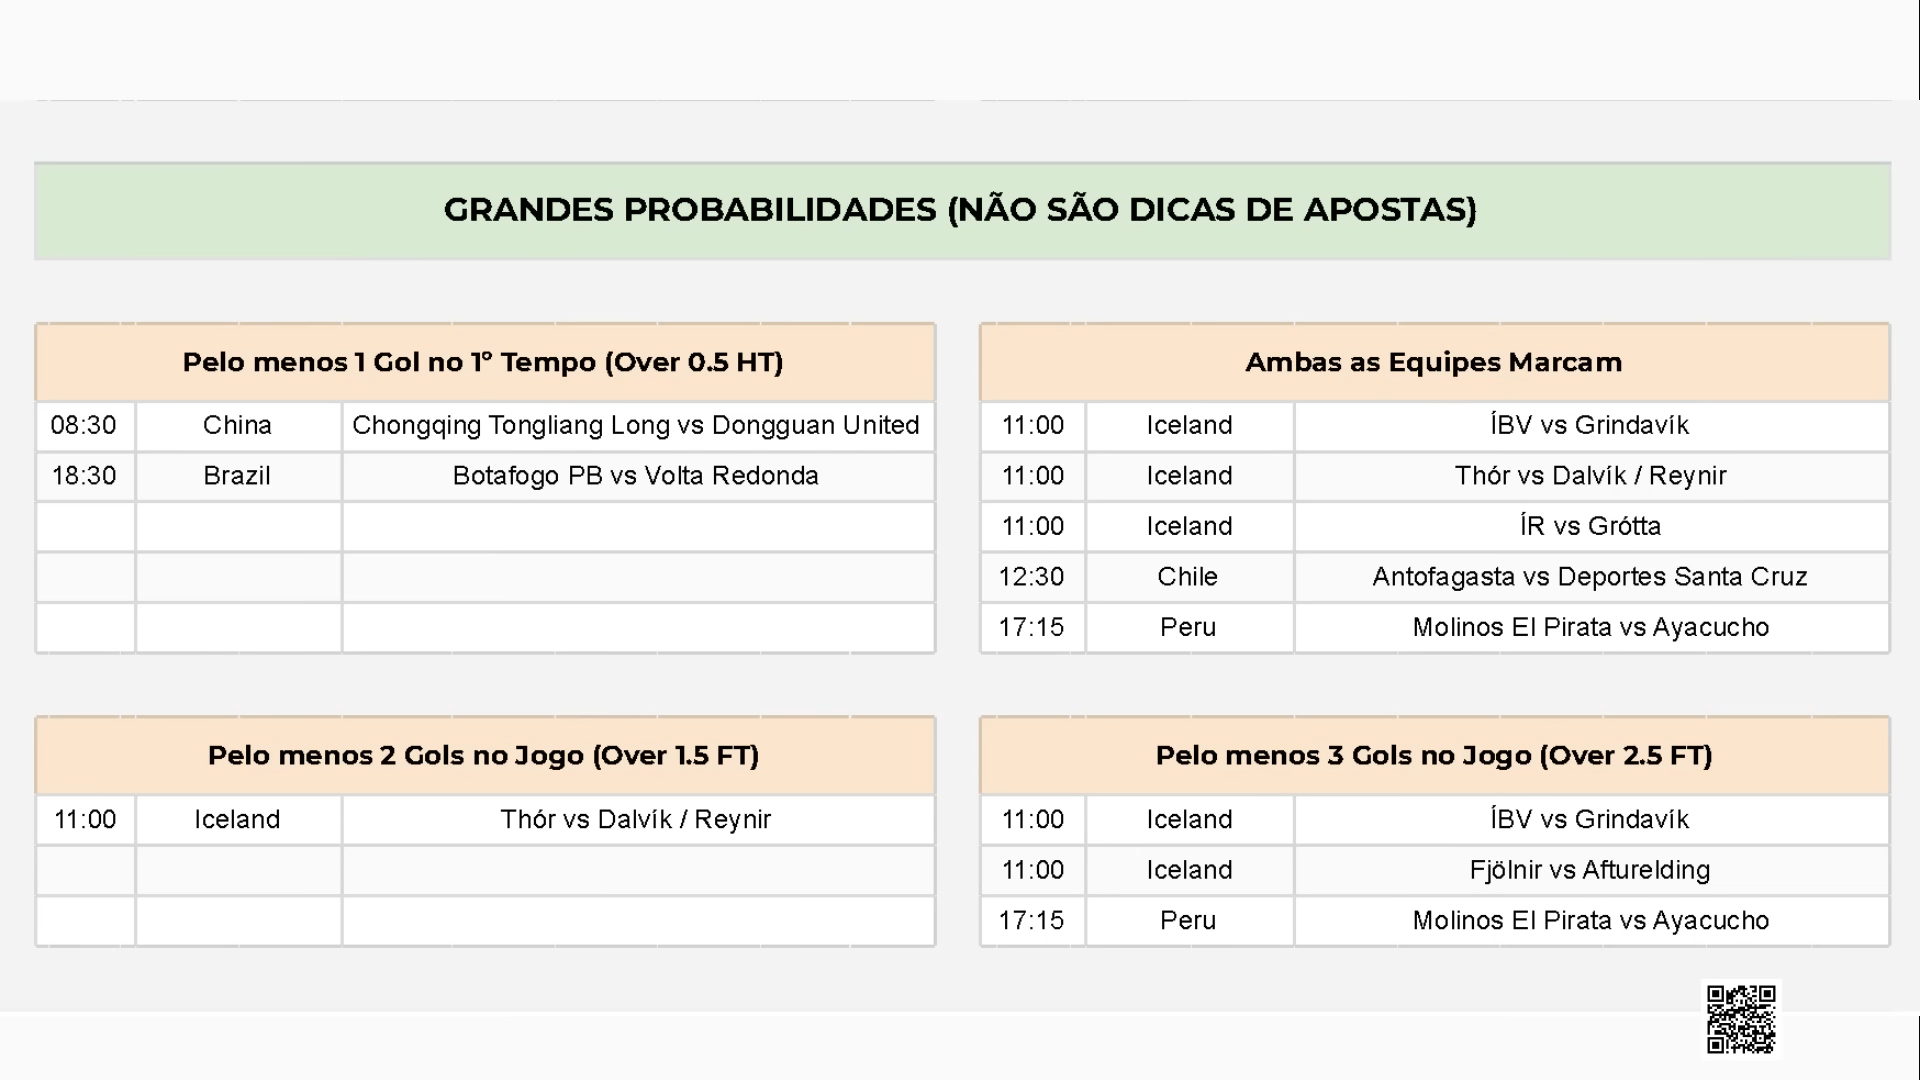 GRANDES PROBABILIDADES (NÃO SÃO DICAS DE APOSTAS)
Pelo menos 1 Gol no 1º Tempo (Over 0.5 HT)
08:30 China Chongqing Tongliang Long vs Dongguan United
18:30 Brazil Botafogo PB vs Volta Redonda
Ambas as Equipes Marcam
11:00 Iceland ÍBV vs Grindavík
11:00 Iceland Thór vs Dalvík / Reynir
11:00 Iceland ÍR vs Grótta
12:30 Chile Antofagasta vs Deportes Santa Cruz
17:15 Peru Molinos El Pirata vs Ayacucho
Pelo menos 2 Gols no Jogo (Over 1.5 FT)
11:00 Iceland Thór vs Dalvík / Reynir
Pelo menos 3 Gols no Jogo (Over 2.5 FT)
11:00 Iceland ÍBV vs Grindavík
11:00 Iceland Fjölnir vs Afturelding
17:15 Peru Molinos El Pirata vs Ayacucho